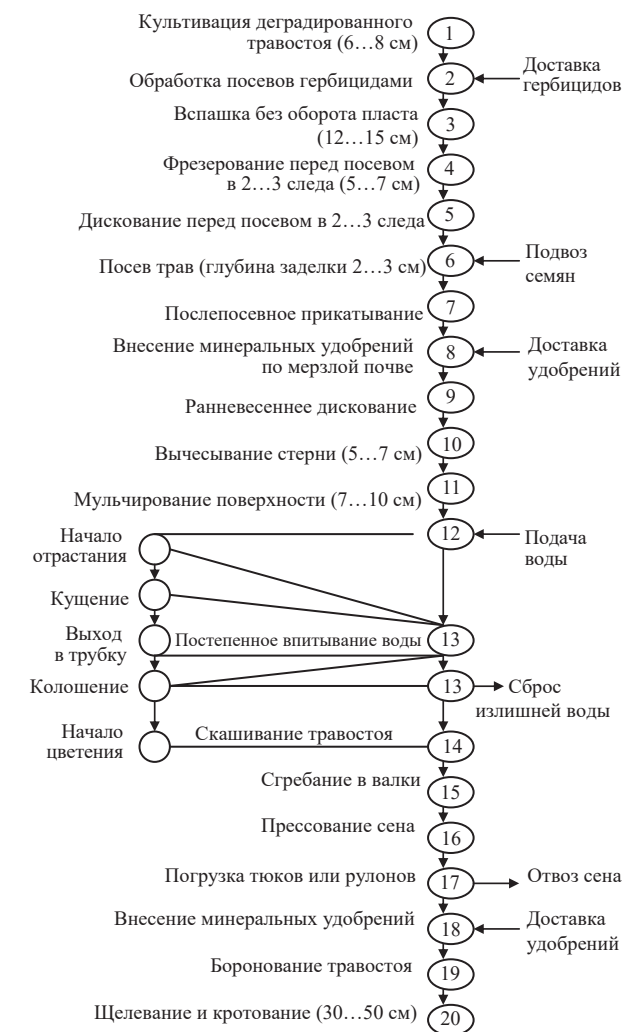 Культивация деградированного
травостоя (6…8 см)
1
Обработка посевов гербицидами
2
Доставка
гербицидов
Вспашка без оборота пласта
(12…15 см)
3
Фрезерование перед посевом
в 2…3 следа (5…7 см)
4
Дискование перед посевом в 2…3 следа
5
Посев трав (глубина заделки 2…3 см)
6
Подвоз
семян
Послепосевное прикатывание
7
Внесение минеральных удобрений
по мерзлой почве
8
Доставка
удобрений
Ранневесеннее дискование
9
Вычесывание стерни (5…7 см)
10
Мульчирование поверхности (7…10 см)
11
Начало
отрастания
12
Подача
воды
Кущение
Выход
в трубку
Постепенное впитывание воды
13
Колошение
13
Сброс
излишней воды
Начало
цветения
Скашивание травостоя
14
Сгребание в валки
15
Прессование сена
16
Погрузка тюков или рулонов
17
Отвоз сена
Внесение минеральных удобрений
18
Доставка
удобрений
Боронование травостоя
19
Щелевание и кротование (30…50 см)
20